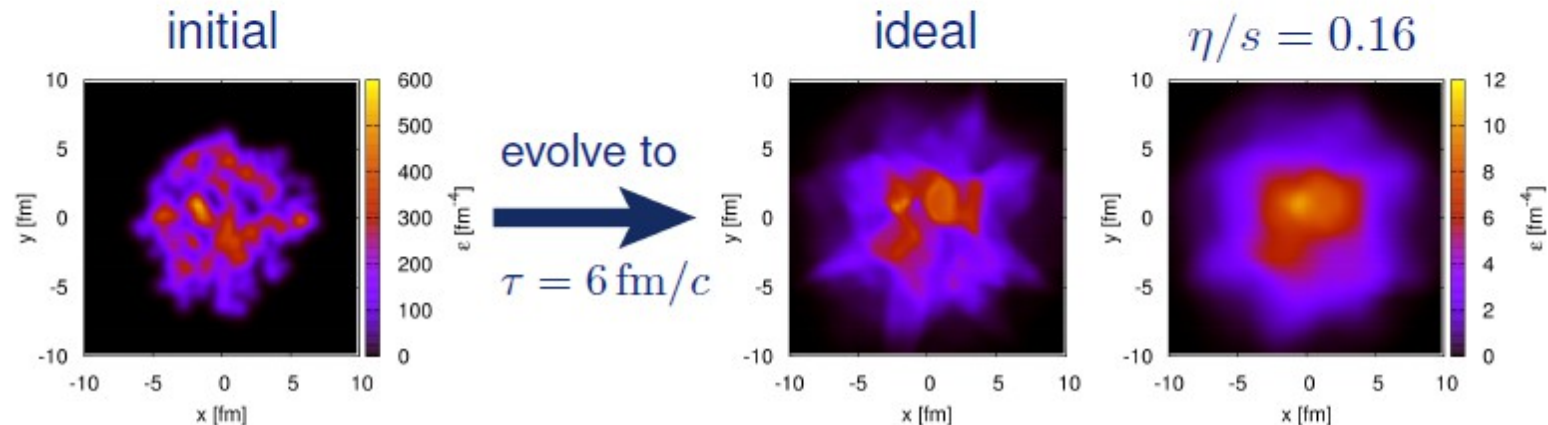 initial
ideal
η/s = 0.16
evolve to
τ = 6 fm/c
10
5
0
-5
-10
y [fm]
-10 -5 0 5 10
x [fm]
600
500
400
300
200
100
0
ε [fm⁻⁴]
10
5
0
-5
-10
y [fm]
-10 -5 0 5 10
x [fm]
10
5
0
-5
-10
y [fm]
-10 -5 0 5 10
x [fm]
12
10
8
6
4
2
0
ε [fm⁻⁴]